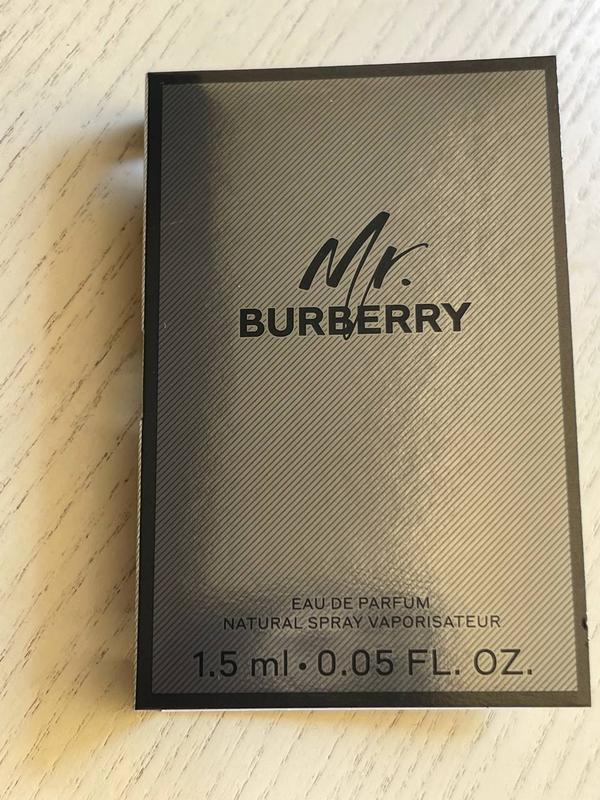 Mr.
BURBERRY
EAU DE PARFUM
NATURAL SPRAY VAPORISATEUR
1.5 ml • 0.05 FL. OZ.